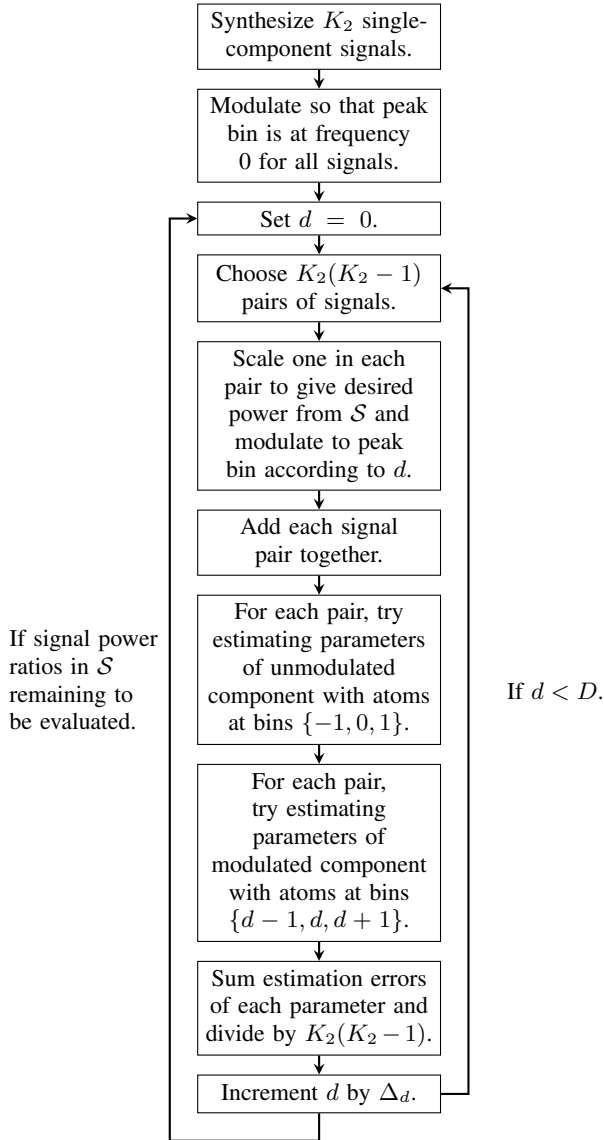 Synthesize K₂ single-
component signals.
Modulate so that peak
bin is at frequency
0 for all signals.
Set d = 0.
Choose K₂(K₂ − 1)
pairs of signals.
Scale one in each
pair to give desired
power from 𝒮 and
modulate to peak
bin according to d.
Add each signal
pair together.
For each pair, try
estimating parameters
of unmodulated
component with atoms
at bins {−1, 0, 1}.
For each pair,
try estimating
parameters of
modulated component
with atoms at bins
{d − 1, d, d + 1}.
Sum estimation errors
of each parameter and
divide by K₂(K₂ − 1).
Increment d by Δ_d.
If signal power
ratios in 𝒮
remaining to
be evaluated.
If d < D.